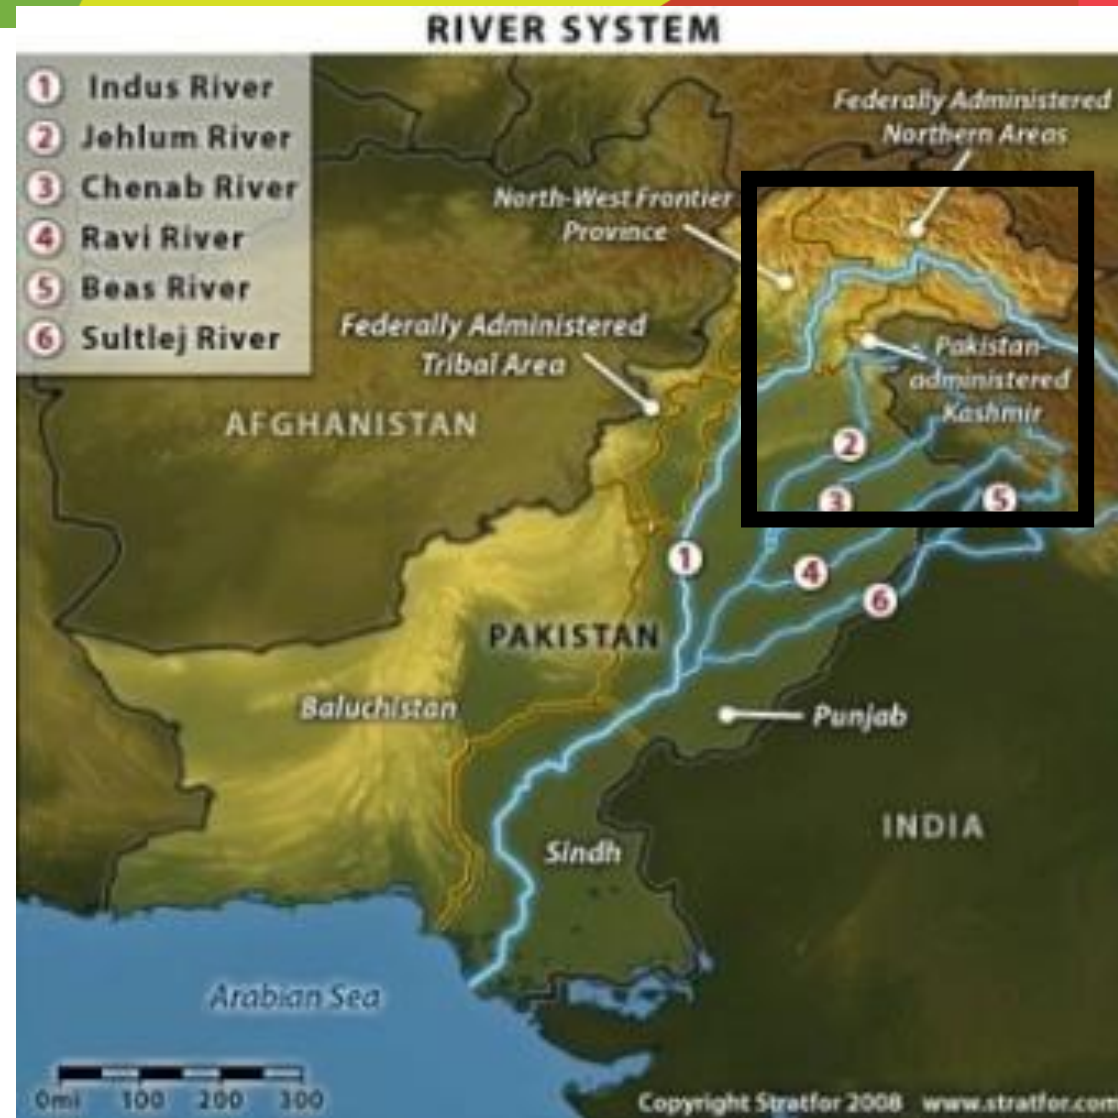 RIVER SYSTEM
1 Indus River
2 Jehlum River
3 Chenab River
4 Ravi River
5 Beas River
6 Sultlej River
Federally Administered
Northern Areas
North-West Frontier
Province
Federally Administered
Tribal Area
Pakistan-
administered
Kashmir
AFGHANISTAN
2
3
5
1
4
6
PAKISTAN
Baluchistan
Punjab
INDIA
Sindh
Arabian Sea
0mi 100 200 300
Copyright Stratfor 2008 www.stratfor.com